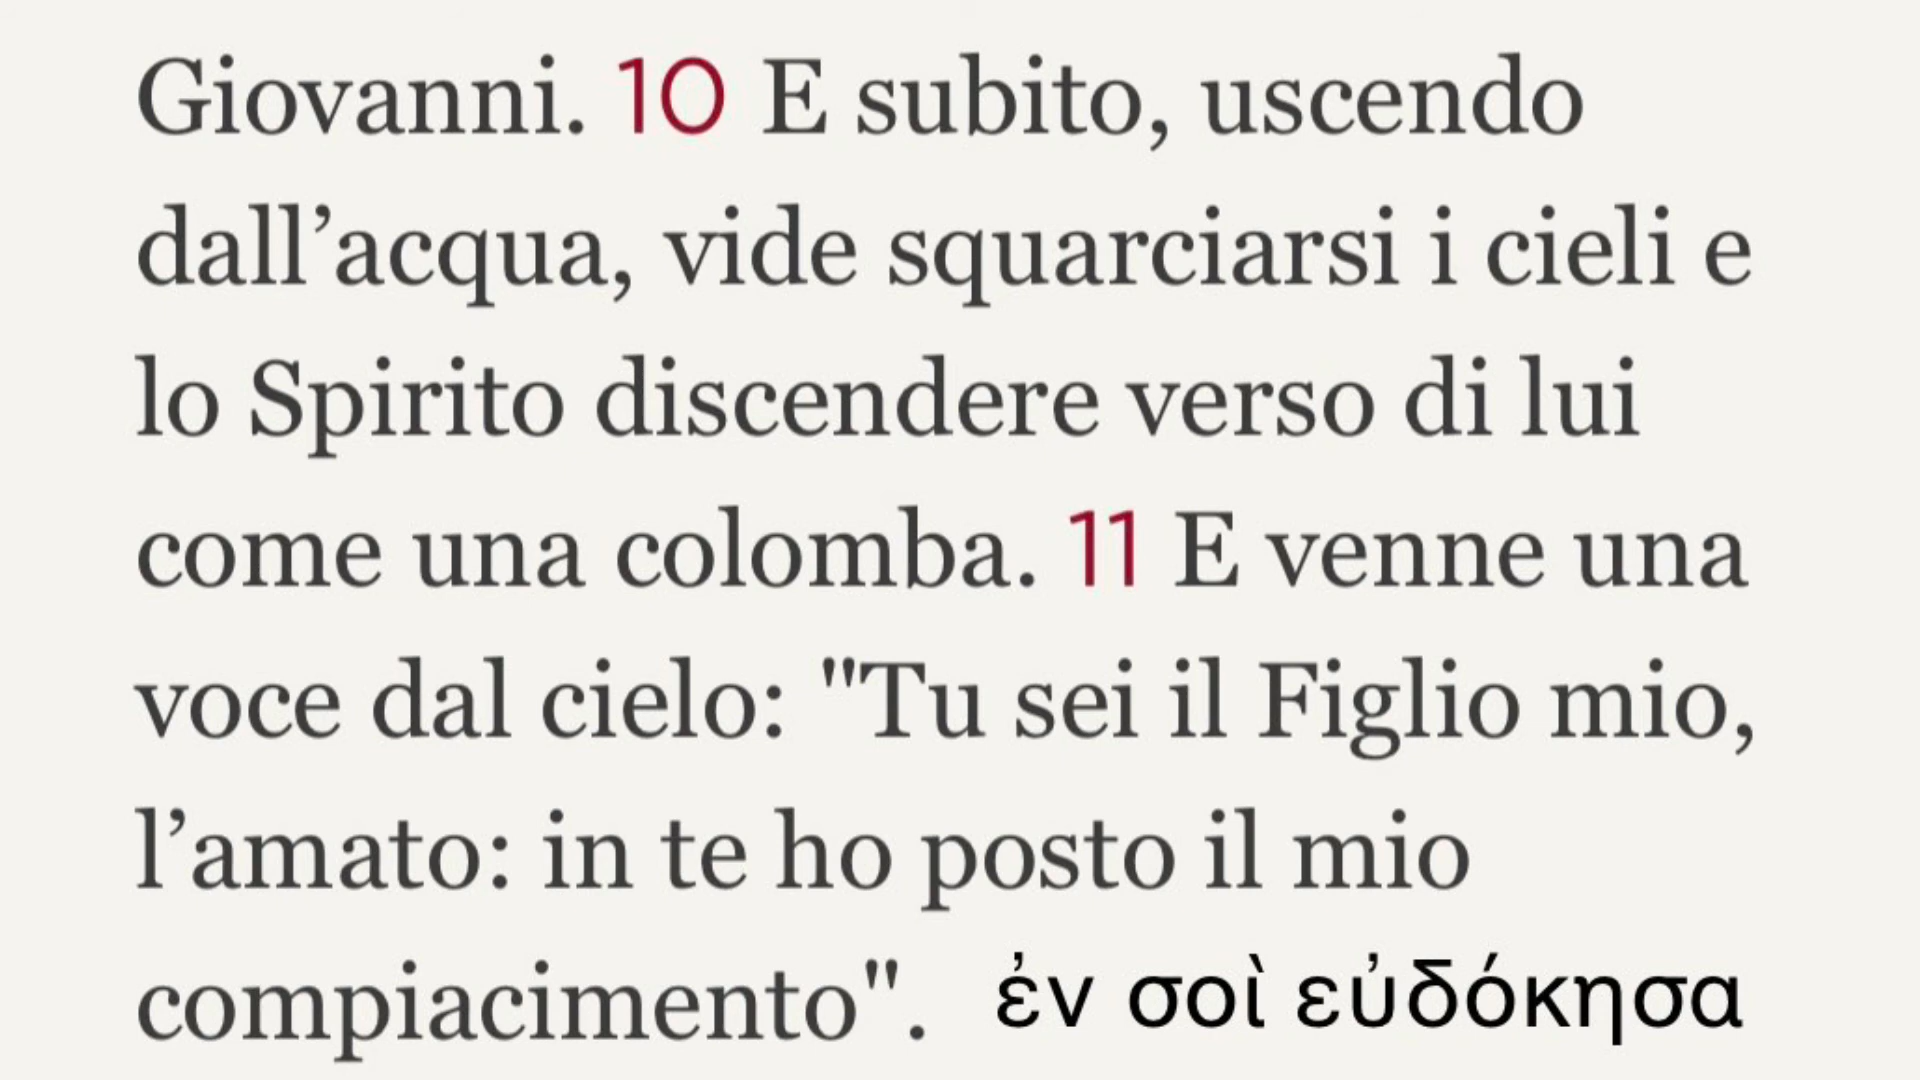 Giovanni. 10 E subito, uscendo
dall’acqua, vide squarciarsi i cieli e
lo Spirito discendere verso di lui
come una colomba. 11 E venne una
voce dal cielo: "Tu sei il Figlio mio,
l’amato: in te ho posto il mio
compiacimento". ἐν σοὶ εὐδόκησα